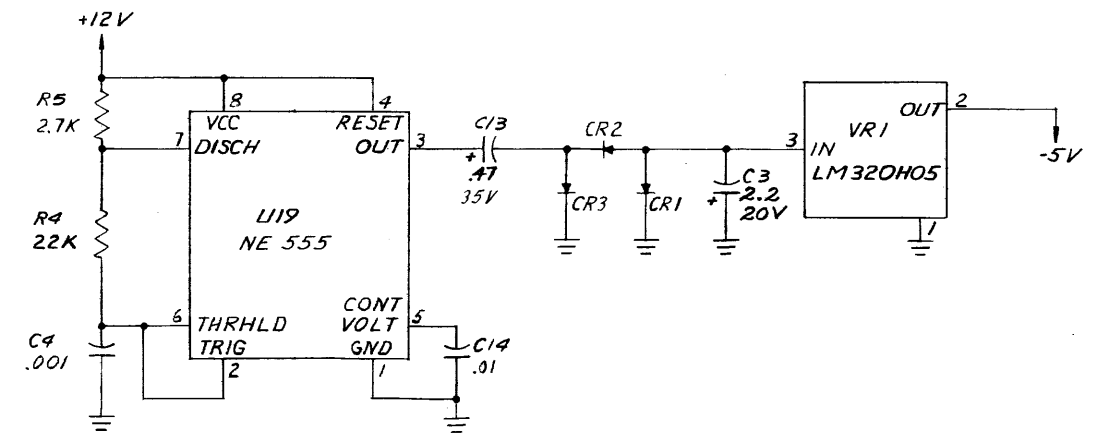 +12V
R5
2.7K
R4
22K
C4
.001
8
VCC
4
RESET
7
DISCH
OUT
3
U19
NE 555
6
THRHLD
TRIG
2
CONT
VOLT
5
GND
1
C14
.01
C13
+
.47
35V
CR2
CR3
CR1
C3
+
2.2
20V
3
IN
OUT
2
VR1
LM320H05
1
-5V